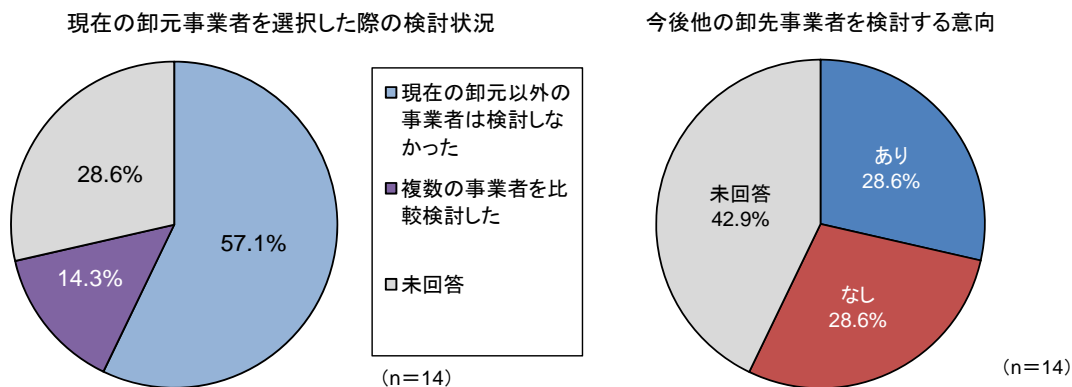 現在の卸元事業者を選択した際の検討状況
57.1%
14.3%
28.6%
現在の卸元以外の
事業者は検討しな
かった
複数の事業者を比
較検討した
未回答
(n=14)
今後他の卸先事業者を検討する意向
あり
28.6%
なし
28.6%
未回答
42.9%
(n=14)